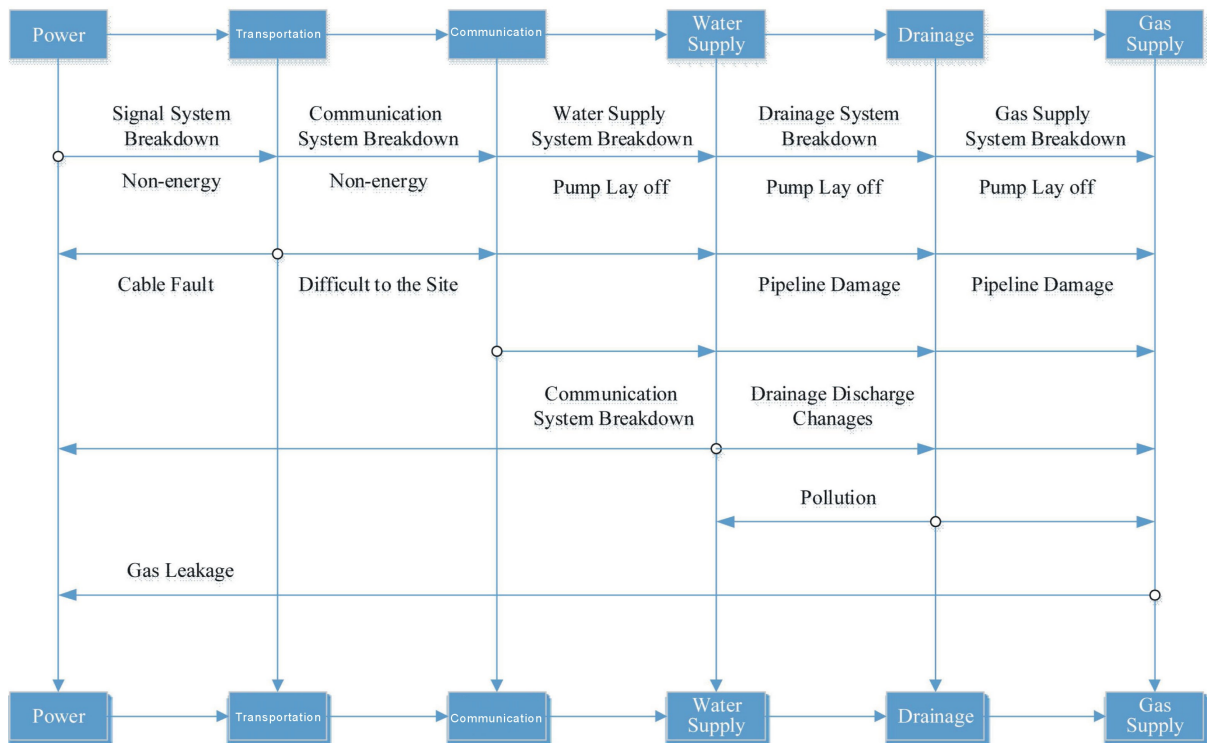 Power
Transportation
Communication
Water
Supply
Drainage
Gas
Supply
Signal System
Breakdown
Communication
System Breakdown
Water Supply
System Breakdown
Drainage System
Breakdown
Gas Supply
System Breakdown
Non-energy
Non-energy
Pump Lay off
Pump Lay off
Pump Lay off
Cable Fault
Difficult to the Site
Pipeline Damage
Pipeline Damage
Communication
System Breakdown
Drainage Discharge
Chanages
Pollution
Gas Leakage
Power
Transportation
Communication
Water
Supply
Drainage
Gas
Supply